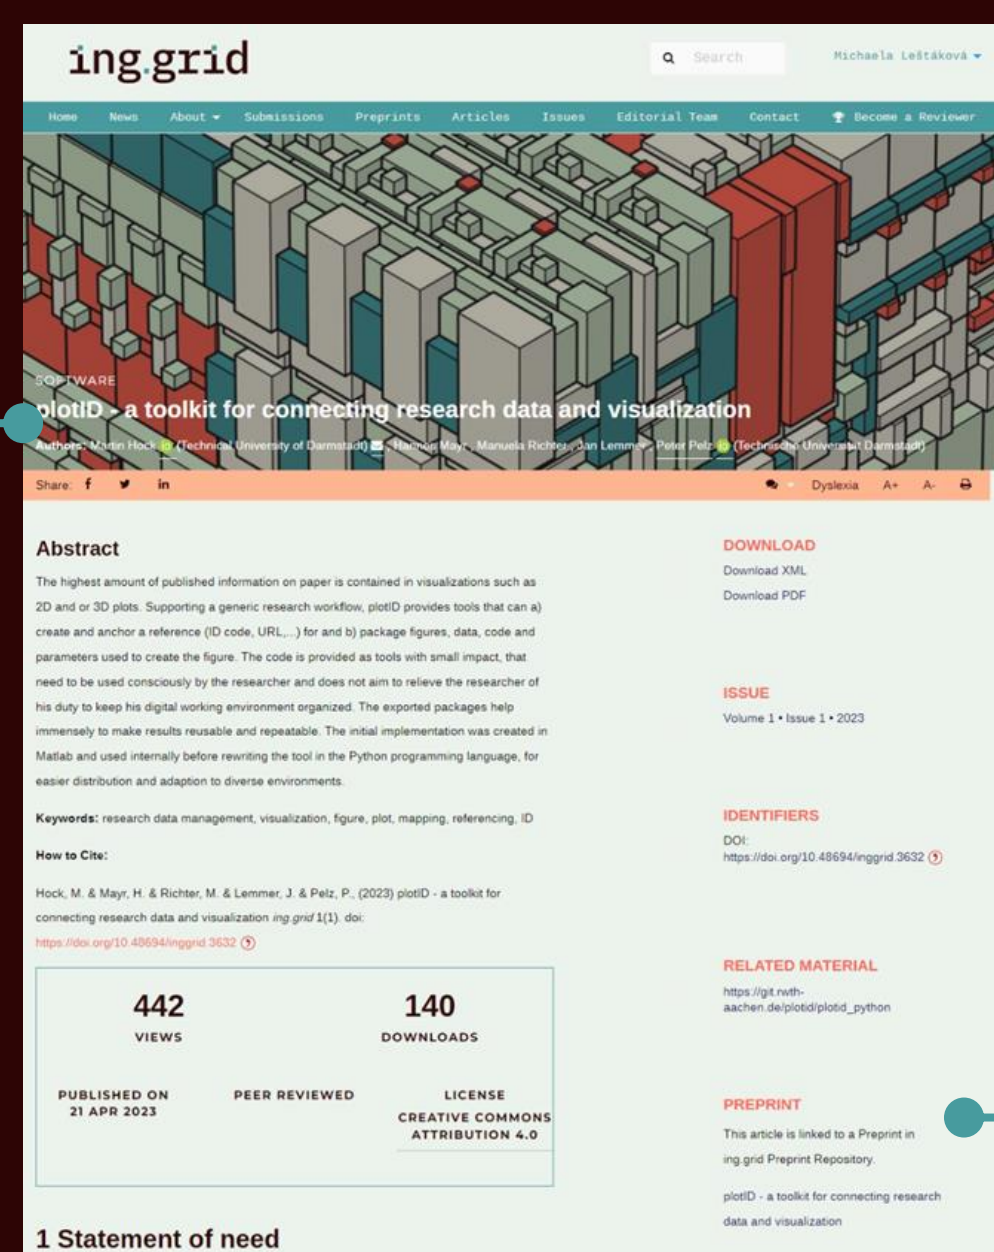 ing.grid
Search
Michaela Leštáková
Home News About Submissions Preprints Articles Issues Editorial Team Contact Become a Reviewer
SOFTWARE
plotID - a toolkit for connecting research data and visualization
Authors: Martin Hock (Technical University of Darmstadt) , Hannes Mayr , Manuela Richter , Jan Lemmer , Peter Pelz (Technische Universität Darmstadt)
Share:
Dyslexia A+ A-
Abstract
The highest amount of published information on paper is contained in visualizations such as
2D and or 3D plots. Supporting a generic research workflow, plotID provides tools that can a)
create and anchor a reference (ID code, URL,...) for and b) package figures, data, code and
parameters used to create the figure. The code is provided as tools with small impact, that
need to be used consciously by the researcher and does not aim to relieve the researcher of
his duty to keep his digital working environment organized. The exported packages help
immensely to make results reusable and repeatable. The initial implementation was created in
Matlab and used internally before rewriting the tool in the Python programming language, for
easier distribution and adaption to diverse environments.
Keywords: research data management, visualization, figure, plot, mapping, referencing, ID
How to Cite:
Hock, M. & Mayr, H. & Richter, M. & Lemmer, J. & Pelz, P., (2023) plotID - a toolkit for
connecting research data and visualization ing.grid 1(1). doi:
https://doi.org/10.48694/inggrid.3632
442
VIEWS
140
DOWNLOADS
PUBLISHED ON
21 APR 2023
PEER REVIEWED
LICENSE
CREATIVE COMMONS
ATTRIBUTION 4.0
1 Statement of need
DOWNLOAD
Download XML
Download PDF
ISSUE
Volume 1 • Issue 1 • 2023
IDENTIFIERS
DOI:
https://doi.org/10.48694/inggrid.3632
RELATED MATERIAL
https://git.rwth-
aachen.de/plotid/plotid_python
PREPRINT
This article is linked to a Preprint in
ing.grid Preprint Repository.
plotID - a toolkit for connecting research
data and visualization